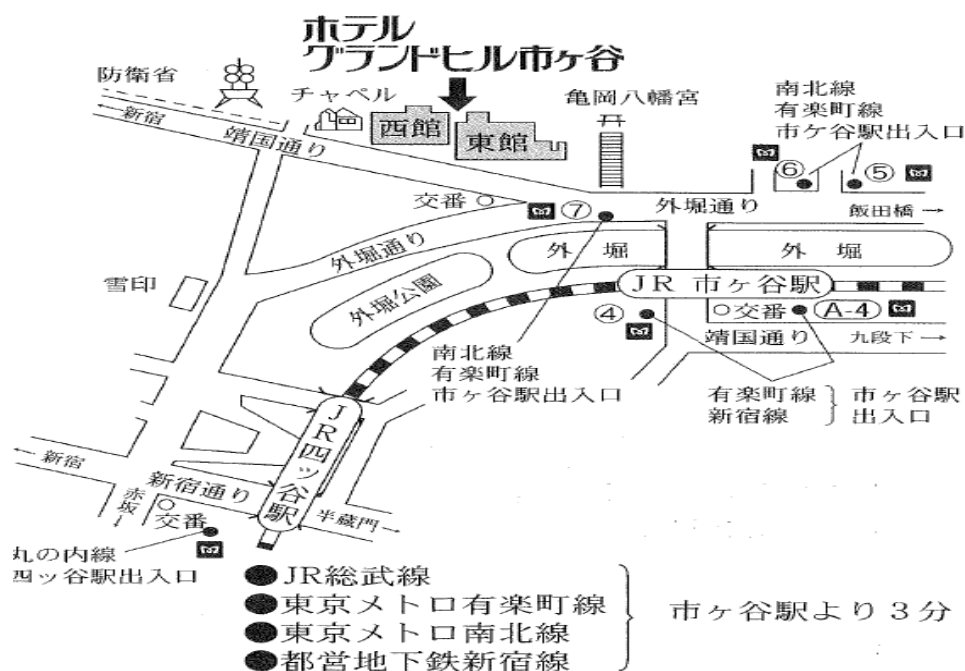 ホテル
グランドヒル市ヶ谷
防衛省
チャペル
亀岡八幡宮
南北線
有楽町線
市ケ谷駅出入口
←新宿
靖国通り
西館
東館
⑥
⑤
交番
⑦
外堀通り
飯田橋→
外堀通り
外 堀
外 堀
雪印
外堀公園
JR 市ヶ谷駅
④
交番
A-4
靖国通り
九段下→
南北線
有楽町線
市ヶ谷駅出入口
有楽町線
新宿線
市ヶ谷駅
出入口
JR四ッ谷駅
←新宿
新宿通り
赤坂
←
交番
半蔵門→
丸の内線
四ッ谷駅出入口
●JR総武線
●東京メトロ有楽町線
●東京メトロ南北線
●都営地下鉄新宿線
市ヶ谷駅より3分